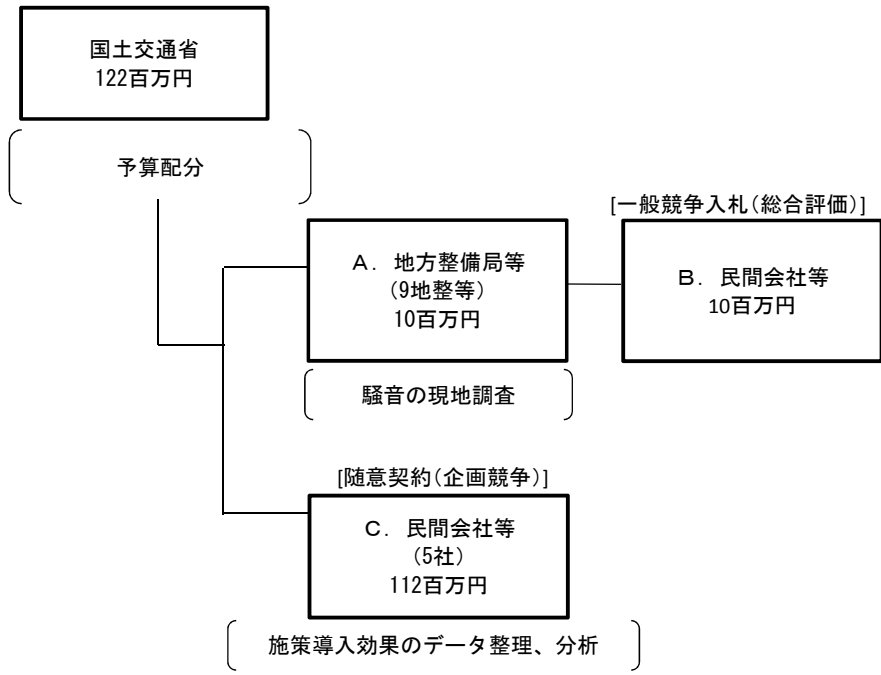 国土交通省
122百万円
予算配分
[一般競争入札(総合評価)]
A. 地方整備局等
(9地整等)
10百万円
B. 民間会社等
10百万円
騒音の現地調査
[随意契約(企画競争)]
C. 民間会社等
(5社)
112百万円
施策導入効果のデータ整理、分析